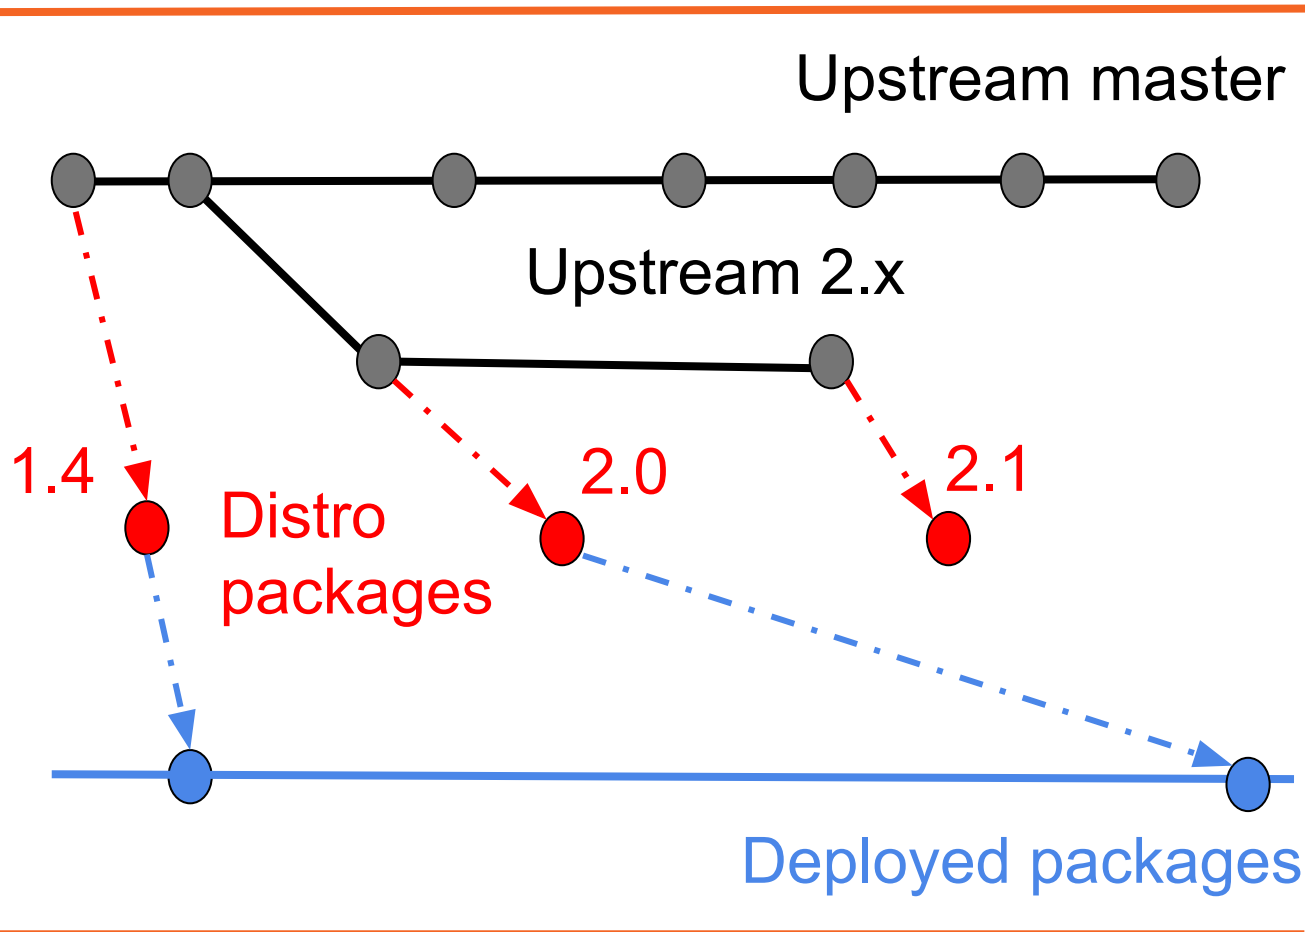 Upstream master
Upstream 2.x
1.4
Distro
packages
2.0
2.1
Deployed packages